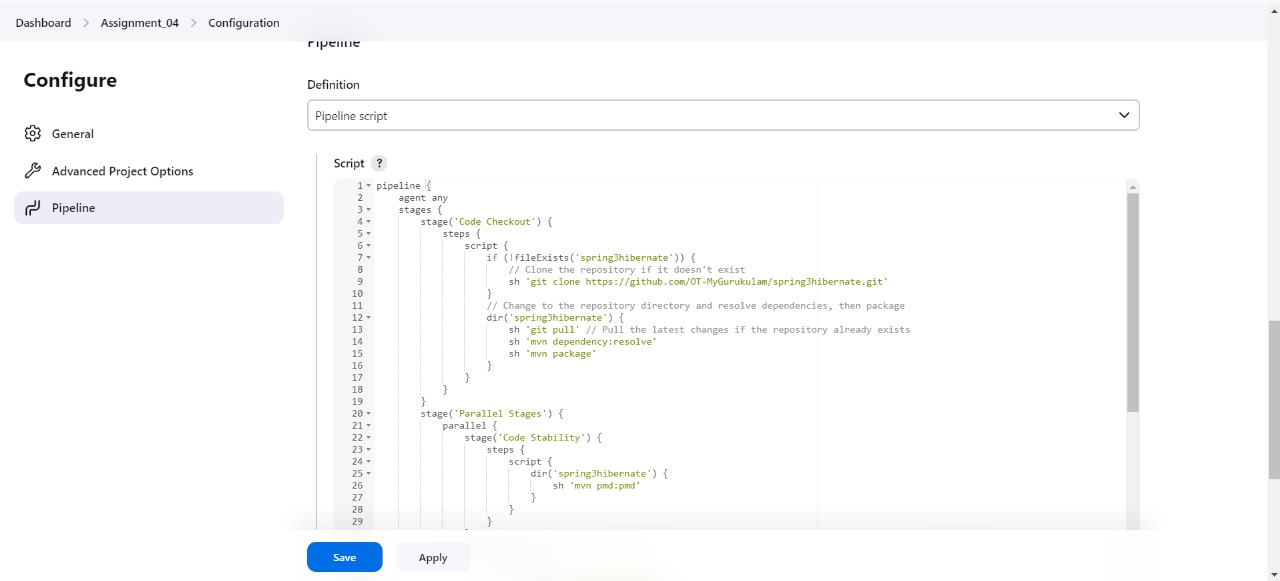 Dashboard > Assignment_04 > Configuration
Pipeline
Configure
General
Advanced Project Options
Pipeline
Definition
Pipeline script
Script ?
1 pipeline {
2     agent any
3     stages {
4         stage('Code Checkout') {
5             steps {
6                 script {
7                     if (!fileExists('spring3hibernate')) {
8                         // Clone the repository if it doesn't exist
9                         sh 'git clone https://github.com/OT-MyGurukulam/spring3hibernate.git'
10                     }
11                     // Change to the repository directory and resolve dependencies, then package
12                     dir('spring3hibernate') {
13                         sh 'git pull' // Pull the latest changes if the repository already exists
14                         sh 'mvn dependency:resolve'
15                         sh 'mvn package'
16                     }
17                 }
18             }
19         }
20         stage('Parallel Stages') {
21             parallel {
22                 stage('Code Stability') {
23                     steps {
24                         script {
25                             dir('spring3hibernate') {
26                                 sh 'mvn pmd:pmd'
27                             }
28                         }
29                     }
Save
Apply